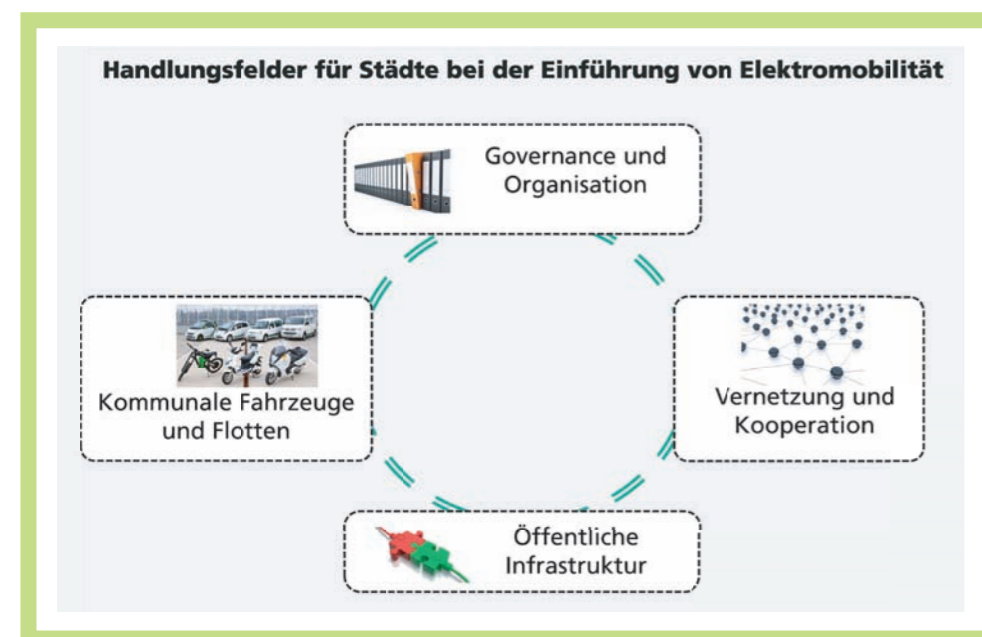 Handlungsfelder für Städte bei der Einführung von Elektromobilität
Governance und
Organisation
Kommunale Fahrzeuge
und Flotten
Vernetzung und
Kooperation
Öffentliche
Infrastruktur